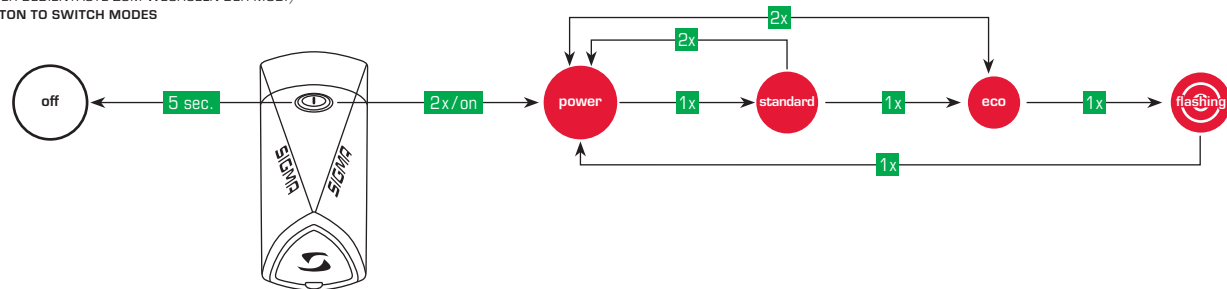 TON TO SWITCH MODES
2x
2x
off
5 sec.
2x/on
power
1x
standard
1x
eco
1x
flashing
SIGMA
SIGMA
1x